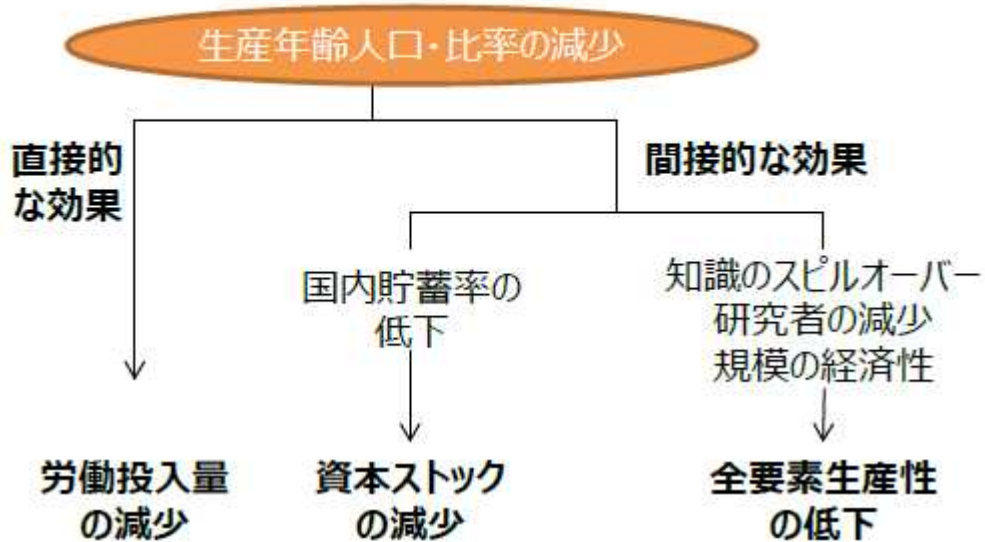 生産年齢人口・比率の減少
直接的
な効果
間接的な効果
国内貯蓄率の
低下
知識のスピルオーバー
研究者の減少
規模の経済性
労働投入量
の減少
資本ストック
の減少
全要素生産性
の低下